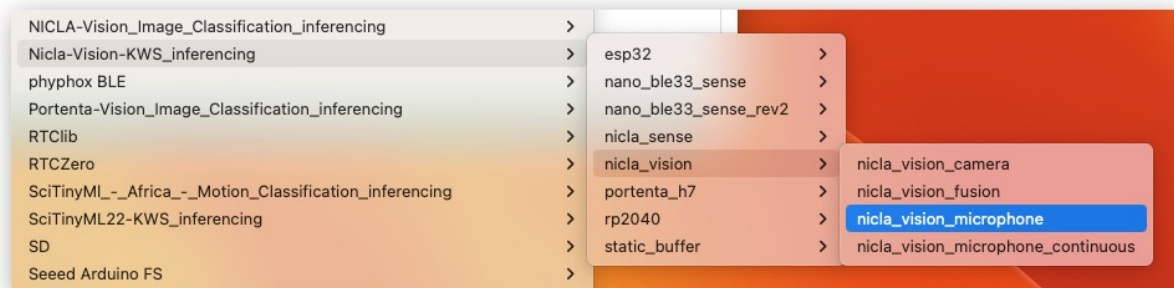 NICLA-Vision_Image_Classification_inferencing
Nicla-Vision-KWS_inferencing
phyphox BLE
Portenta-Vision_Image_Classification_inferencing
RTClib
RTCZero
SciTinyMl_-_Africa_-_Motion_Classification_inferencing
SciTinyML22-KWS_inferencing
SD
Seeed Arduino FS
esp32
nano_ble33_sense
nano_ble33_sense_rev2
nicla_sense
nicla_vision
portenta_h7
rp2040
static_buffer
nicla_vision_camera
nicla_vision_fusion
nicla_vision_microphone
nicla_vision_microphone_continuous